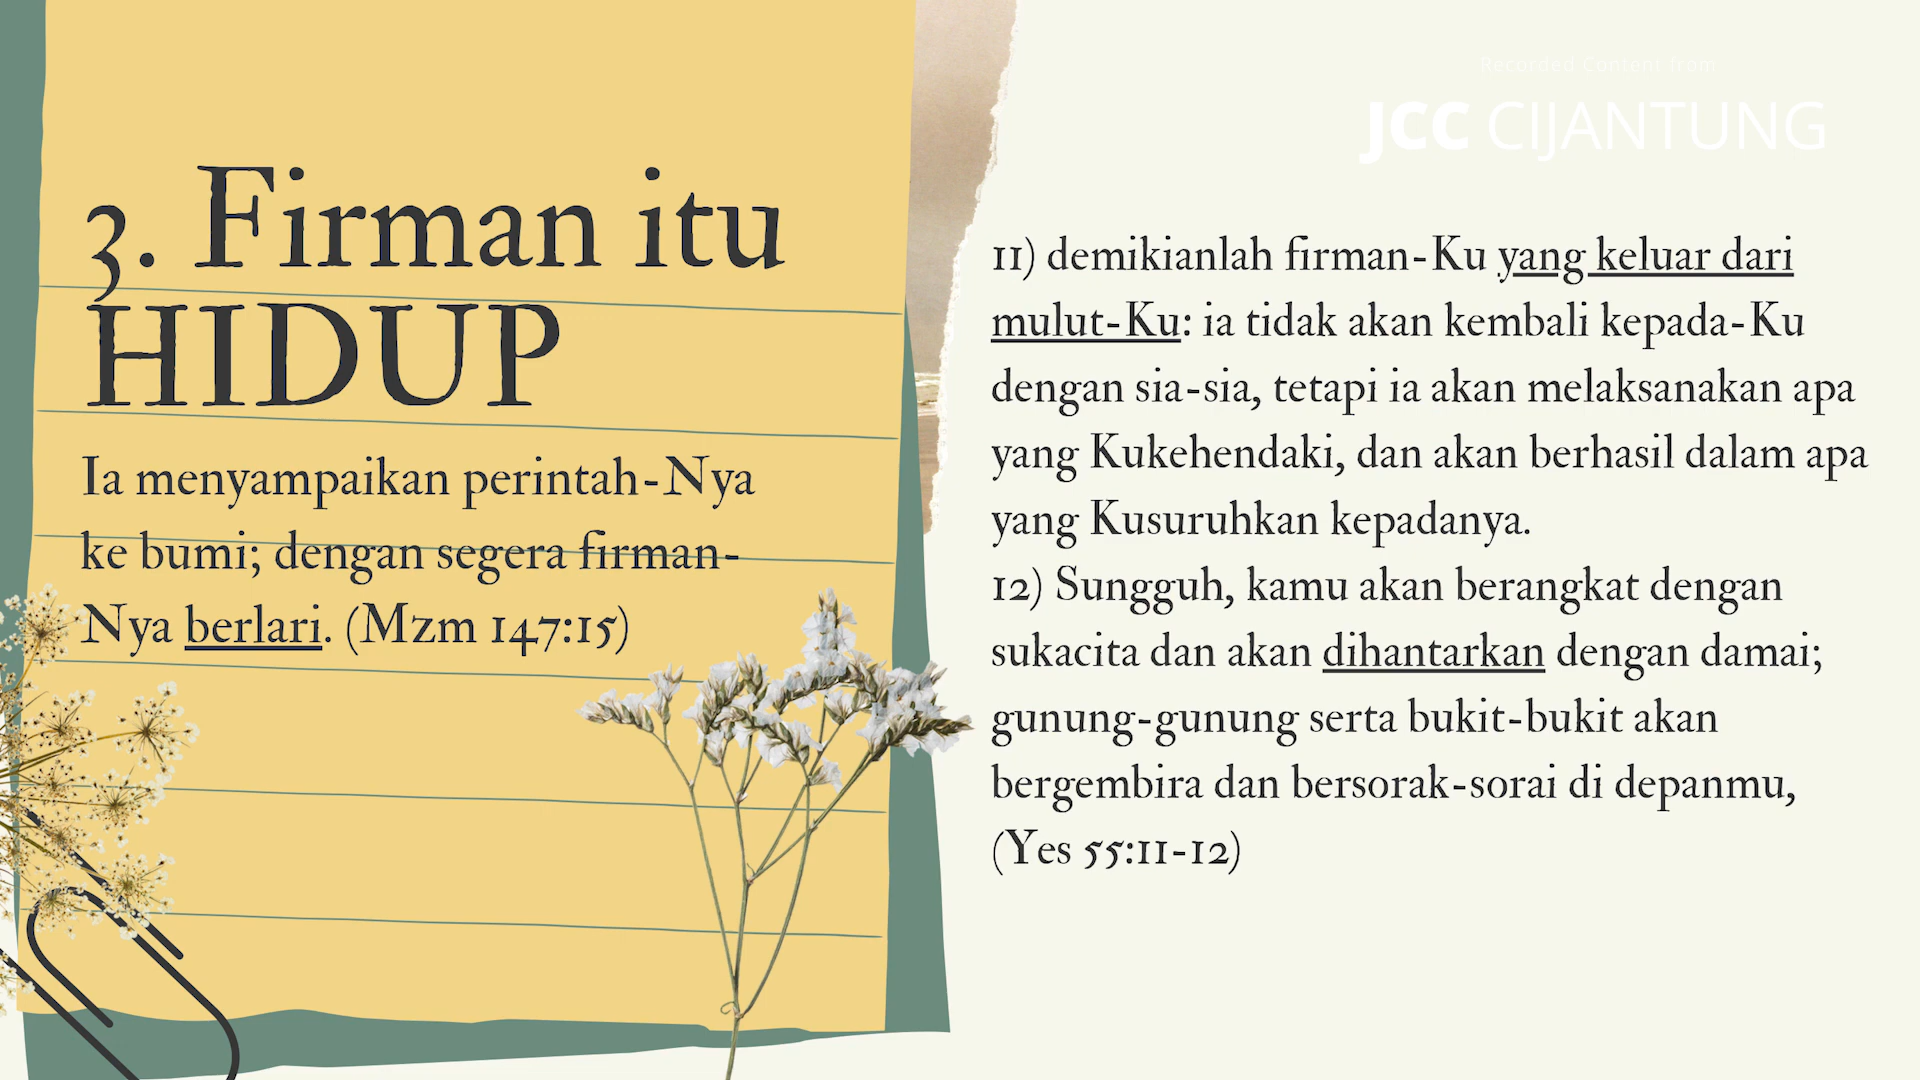 3. Firman itu
HIDUP
Ia menyampaikan perintah-Nya
ke bumi; dengan segera firman-
Nya berlari. (Mzm 147:15)
Recorded Content from
JCC CIJANTUNG
11) demikianlah firman-Ku yang keluar dari
mulut-Ku: ia tidak akan kembali kepada-Ku
dengan sia-sia, tetapi ia akan melaksanakan apa
yang Kukehendaki, dan akan berhasil dalam apa
yang Kusuruhkan kepadanya.
12) Sungguh, kamu akan berangkat dengan
sukacita dan akan dihantarkan dengan damai;
gunung-gunung serta bukit-bukit akan
bergembira dan bersorak-sorai di depanmu,
(Yes 55:11-12)